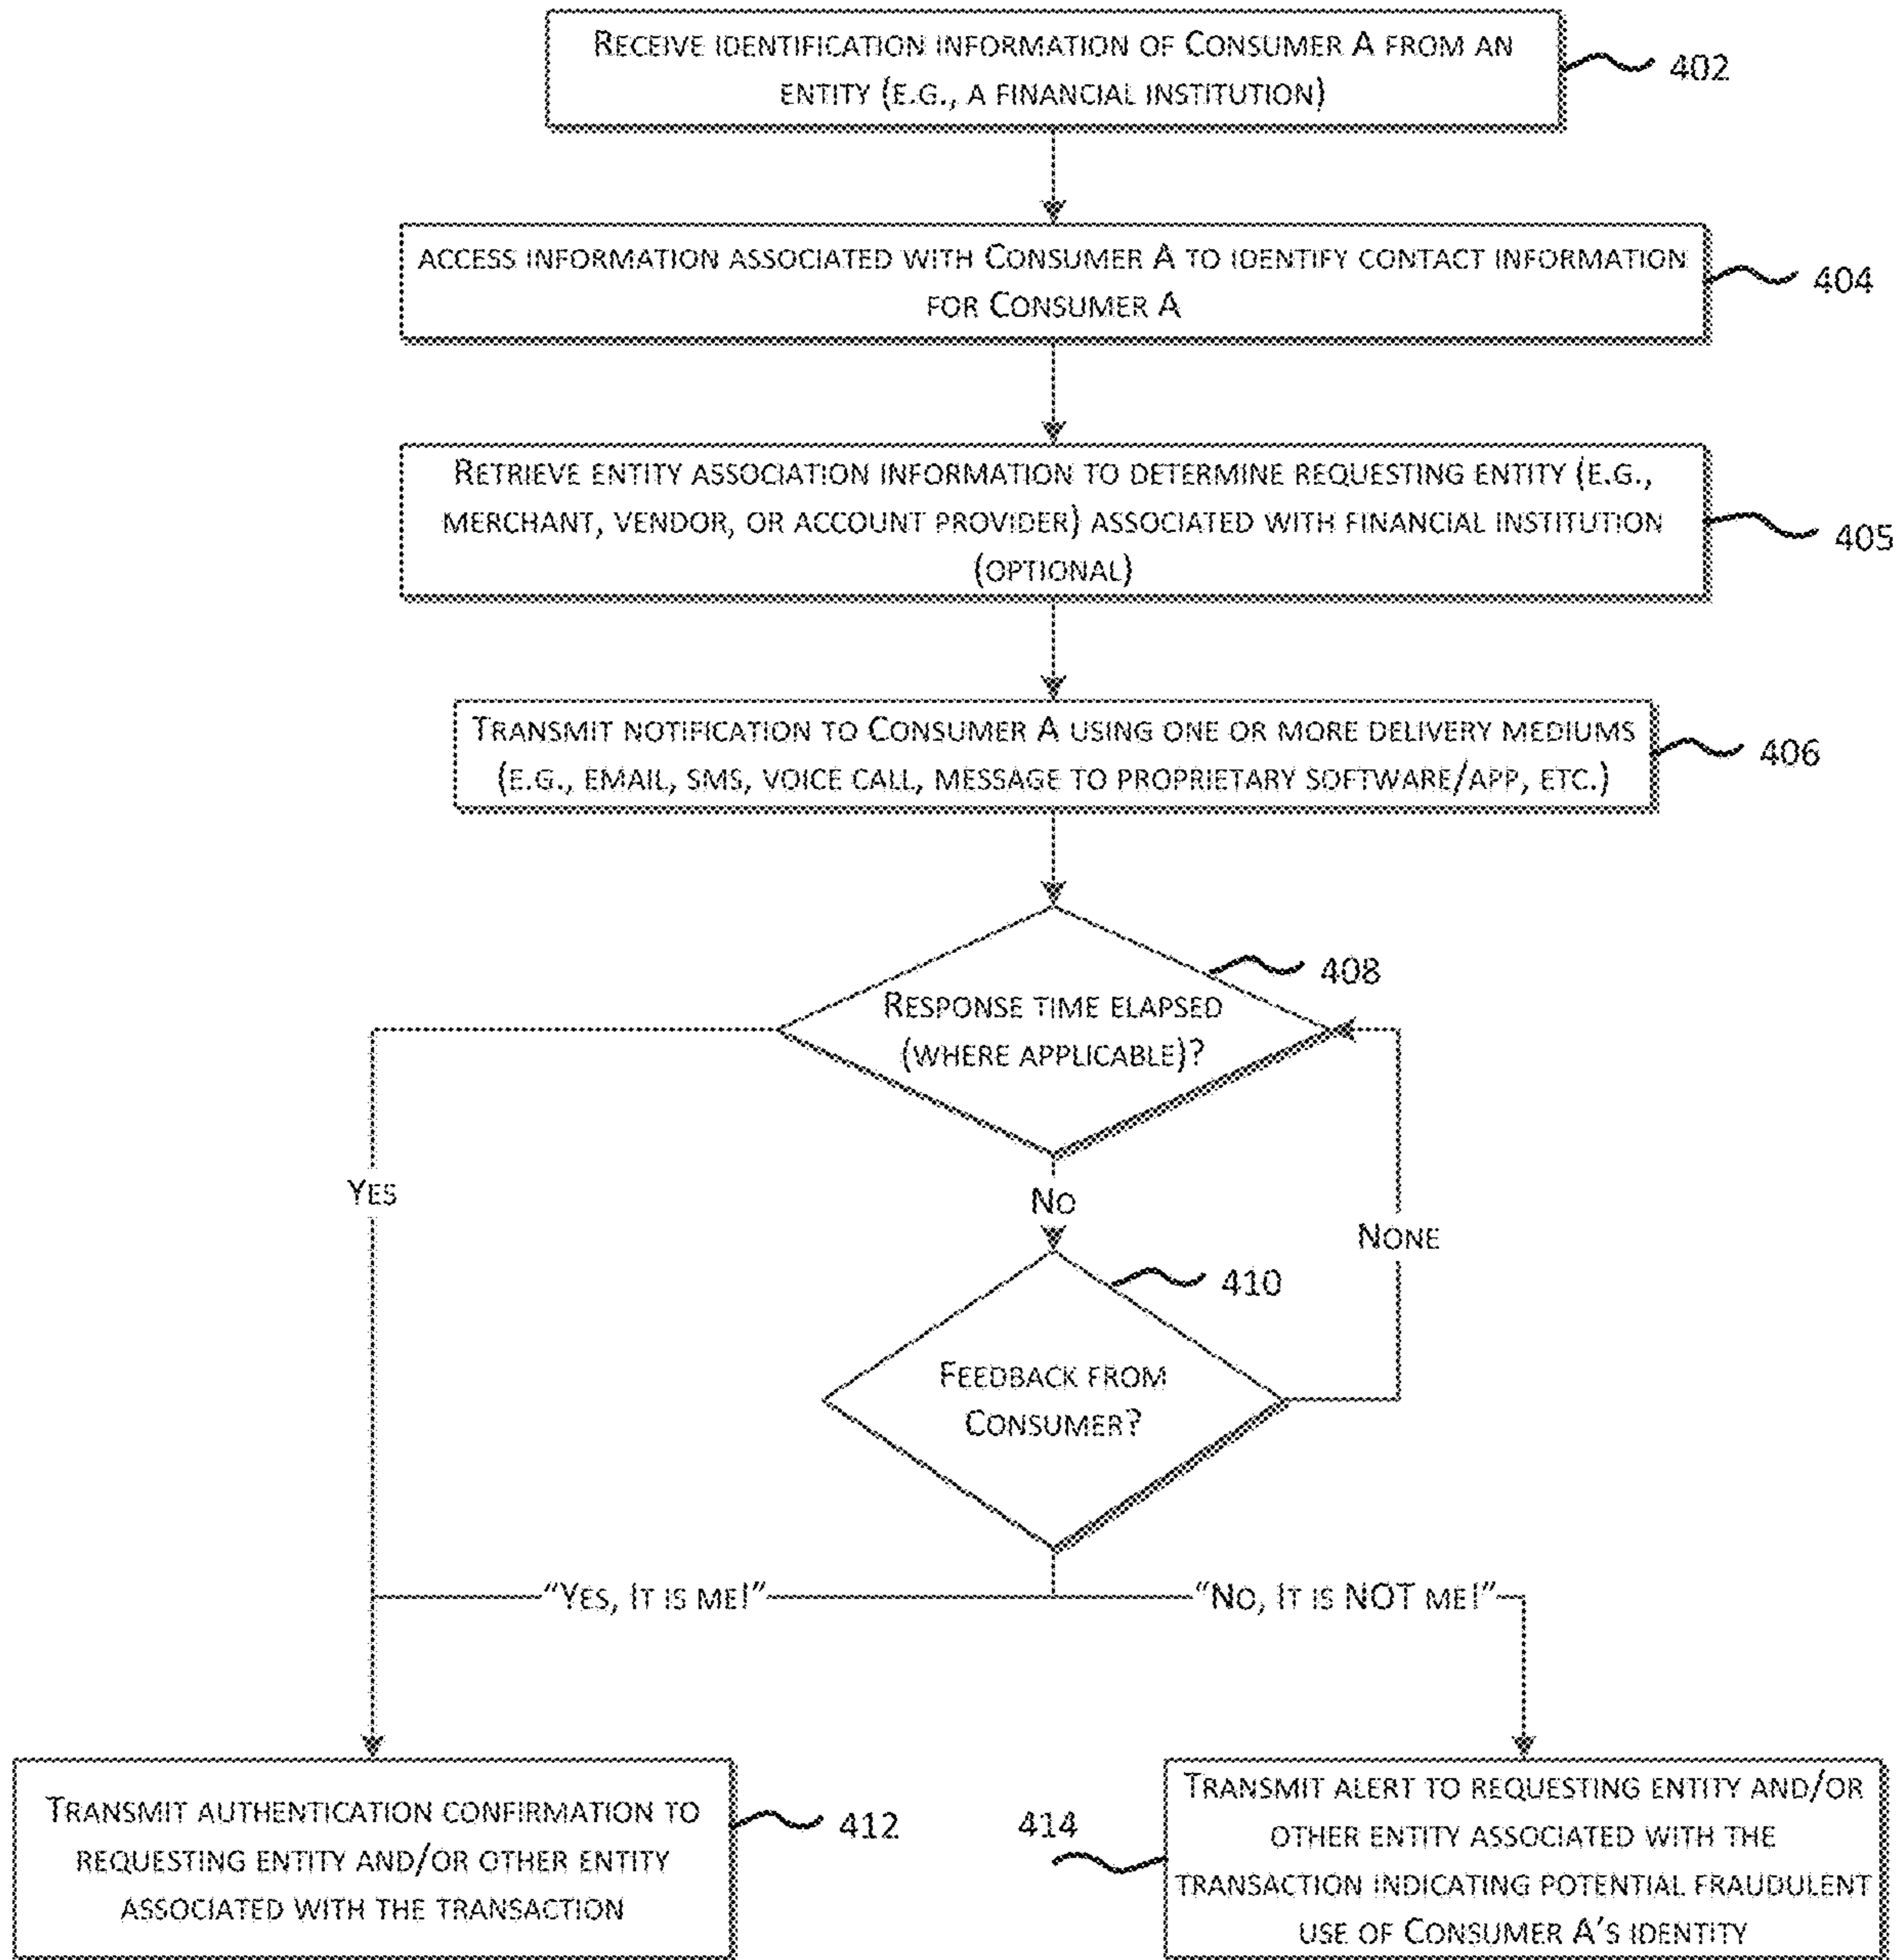 RECEIVE IDENTIFICATION INFORMATION OF CONSUMER A FROM AN
ENTITY (E.G., A FINANCIAL INSTITUTION)
402
ACCESS INFORMATION ASSOCIATED WITH CONSUMER A TO IDENTIFY CONTACT INFORMATION
FOR CONSUMER A
404
RETRIEVE ENTITY ASSOCIATION INFORMATION TO DETERMINE REQUESTING ENTITY (E.G.,
MERCHANT, VENDOR, OR ACCOUNT PROVIDER) ASSOCIATED WITH FINANCIAL INSTITUTION
(OPTIONAL)
405
TRANSMIT NOTIFICATION TO CONSUMER A USING ONE OR MORE DELIVERY MEDIUMS
(E.G., EMAIL, SMS, VOICE CALL, MESSAGE TO PROPRIETARY SOFTWARE/APP, ETC.)
406
408
RESPONSE TIME ELAPSED
(WHERE APPLICABLE)?
YES
NO
NONE
410
FEEDBACK FROM
CONSUMER?
"YES, IT IS ME!"
"NO, IT IS NOT ME!"
TRANSMIT AUTHENTICATION CONFIRMATION TO
REQUESTING ENTITY AND/OR OTHER ENTITY
ASSOCIATED WITH THE TRANSACTION
412
414
TRANSMIT ALERT TO REQUESTING ENTITY AND/OR
OTHER ENTITY ASSOCIATED WITH THE
TRANSACTION INDICATING POTENTIAL FRAUDULENT
USE OF CONSUMER A'S IDENTITY